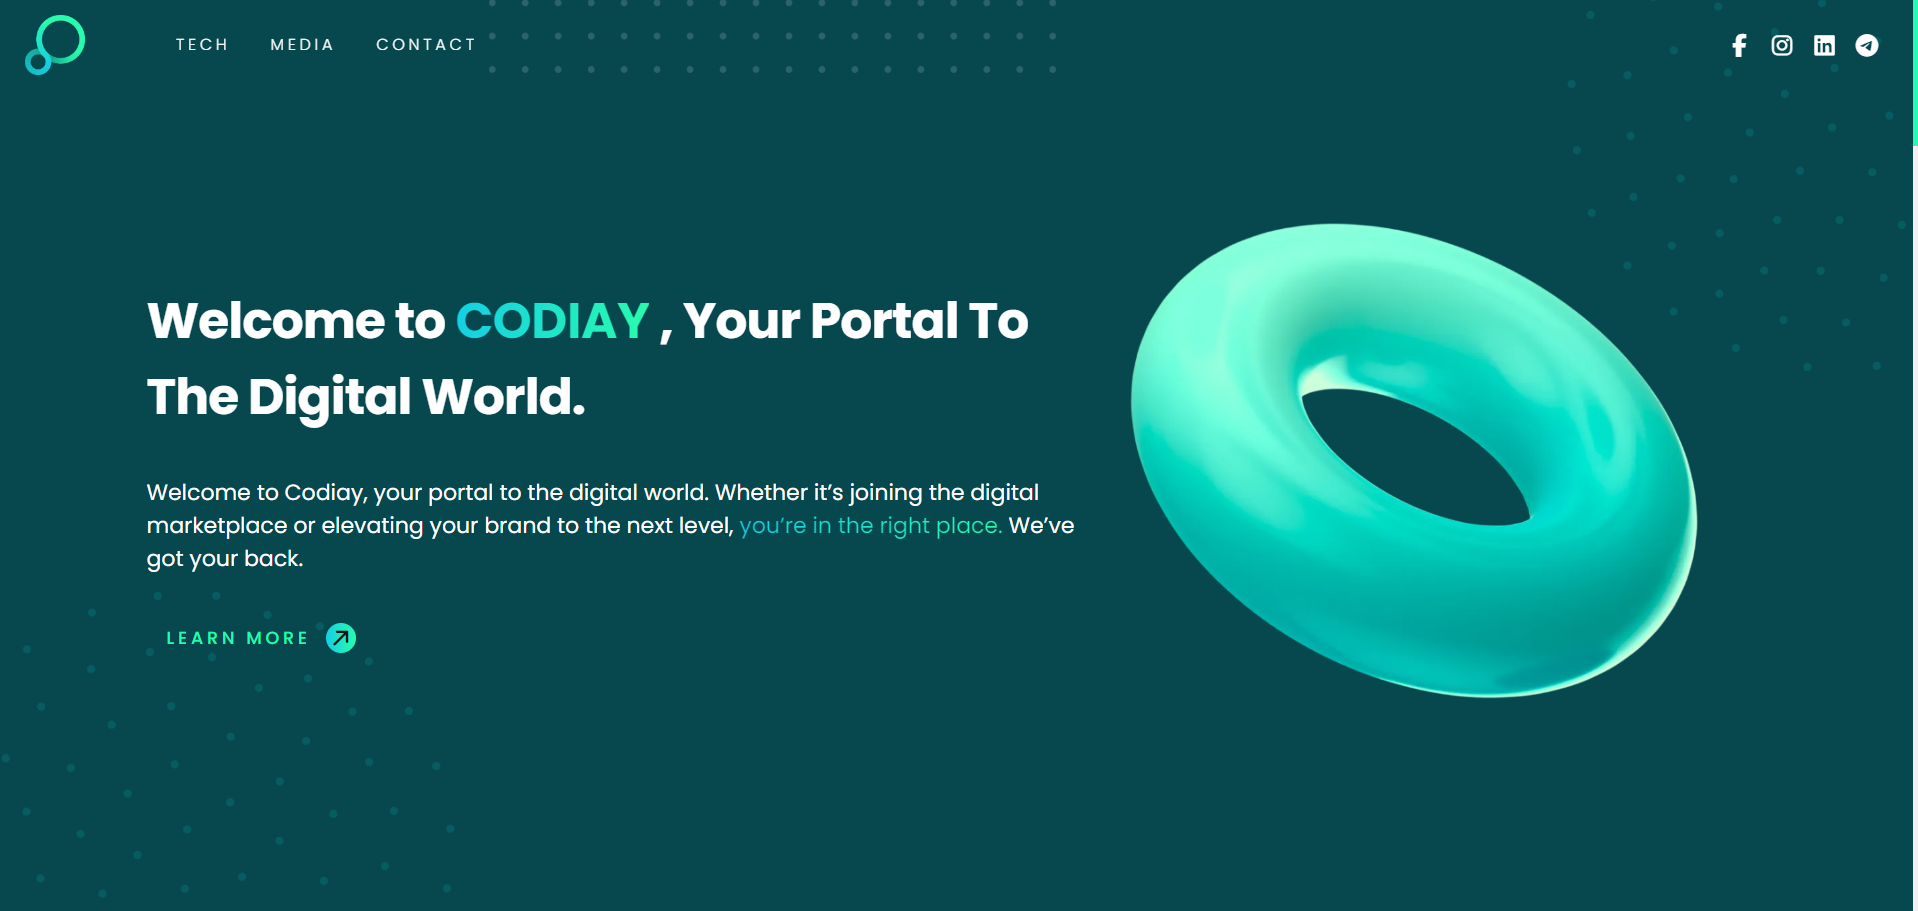 TECH MEDIA CONTACT
Welcome to CODIAY , Your Portal To
The Digital World.
Welcome to Codiay, your portal to the digital world. Whether it’s joining the digital
marketplace or elevating your brand to the next level, you’re in the right place. We’ve
got your back.
LEARN MORE